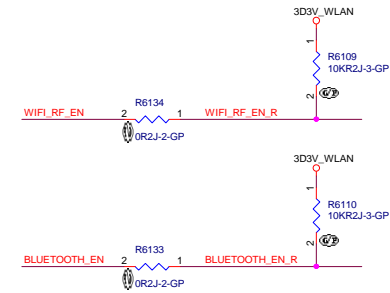 3D3V_WLAN
1
R6109
10KR2J-3-GP
2
R6134
WIFI_RF_EN
2
1
WIFI_RF_EN_R
0R2J-2-GP
3D3V_WLAN
1
R6110
10KR2J-3-GP
2
R6133
BLUETOOTH_EN
2
1
BLUETOOTH_EN_R
0R2J-2-GP